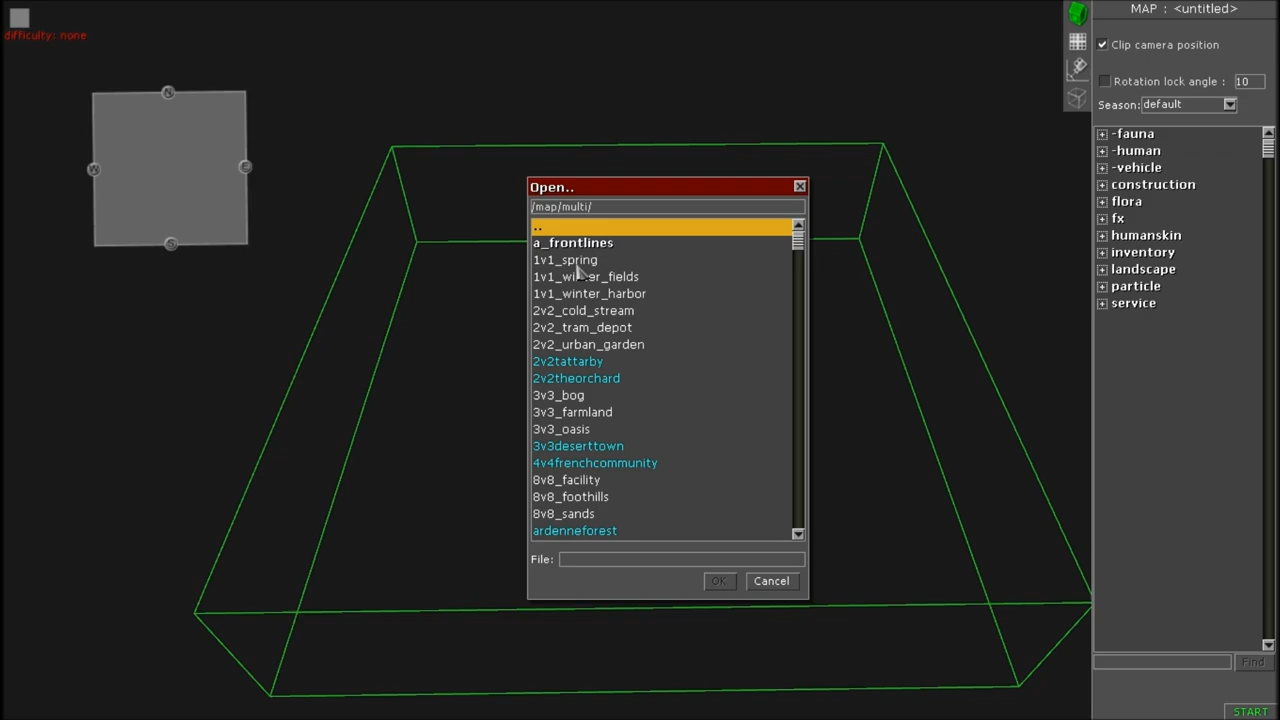 difficulty: none
N
W
E
S
MAP : <untitled>
Clip camera position
Rotation lock angle : 10
Season: default
-fauna
-human
-vehicle
construction
flora
fx
humanskin
inventory
landscape
particle
service
Find
START
Open..
/map/multi/
..
a_frontlines
1v1_spring
1v1_winter_fields
1v1_winter_harbor
2v2_cold_stream
2v2_tram_depot
2v2_urban_garden
2v2tattarby
2v2theorchard
3v3_bog
3v3_farmland
3v3_oasis
3v3deserttown
4v4frenchcommunity
8v8_facility
8v8_foothills
8v8_sands
ardenneforest
File:
OK
Cancel